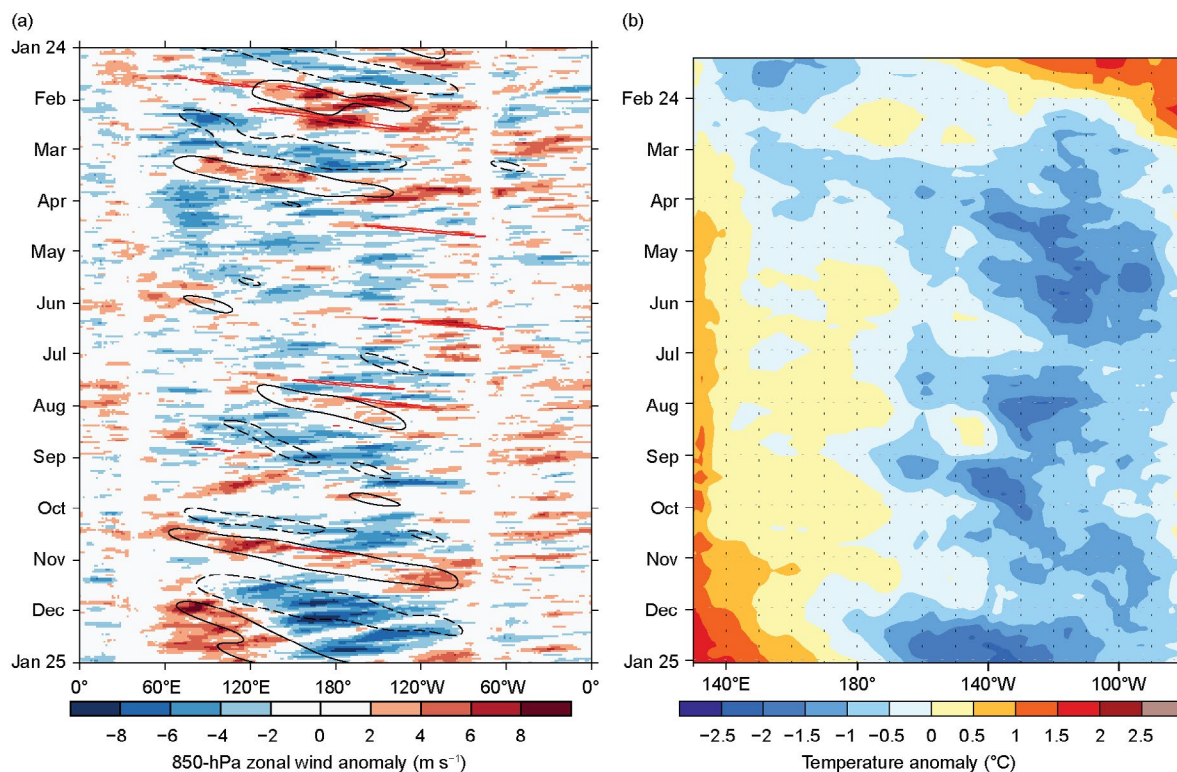 (a)
Jan 24
Feb
Mar
Apr
May
Jun
Jul
Aug
Sep
Oct
Nov
Dec
Jan 25
0° 60°E 120°E 180° 120°W 60°W 0°
−8 −6 −4 −2 0 2 4 6 8
850-hPa zonal wind anomaly (m s⁻¹)
(b)
Feb 24
Mar
Apr
May
Jun
Jul
Aug
Sep
Oct
Nov
Dec
Jan 25
140°E 180° 140°W 100°W
−2.5 −2 −1.5 −1 −0.5 0 0.5 1 1.5 2 2.5
Temperature anomaly (°C)